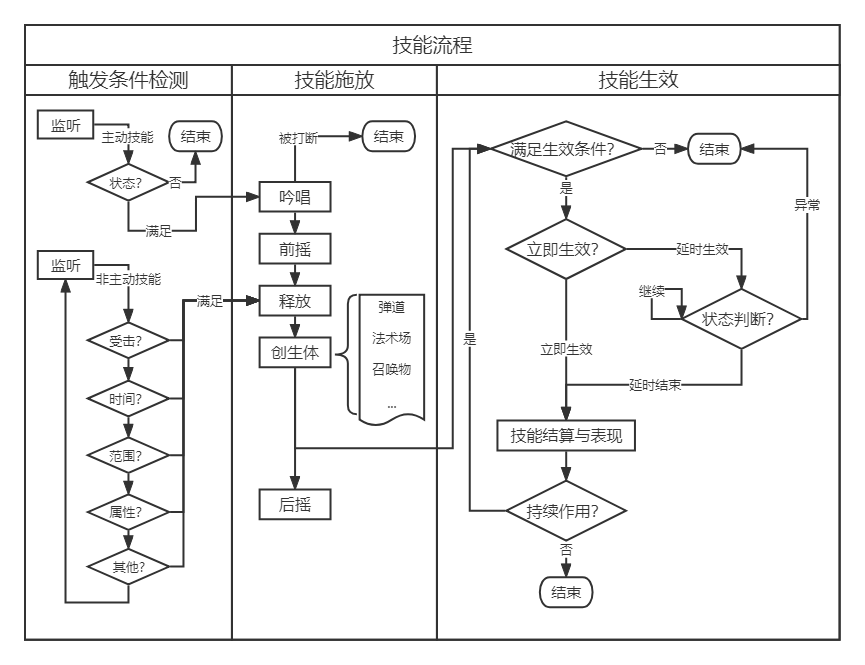 技能流程
触发条件检测
技能施放
技能生效
监听
主动技能
结束
状态?
否
满足
监听
非主动技能
受击?
时间?
范围?
属性?
其他?
满足
被打断
结束
吟唱
前摇
释放
创生体
弹道
法术场
召唤物
...
后摇
满足生效条件?
否
结束
是
异常
立即生效?
延时生效
继续
状态判断?
是
立即生效
延时结束
技能结算与表现
持续作用?
否
结束